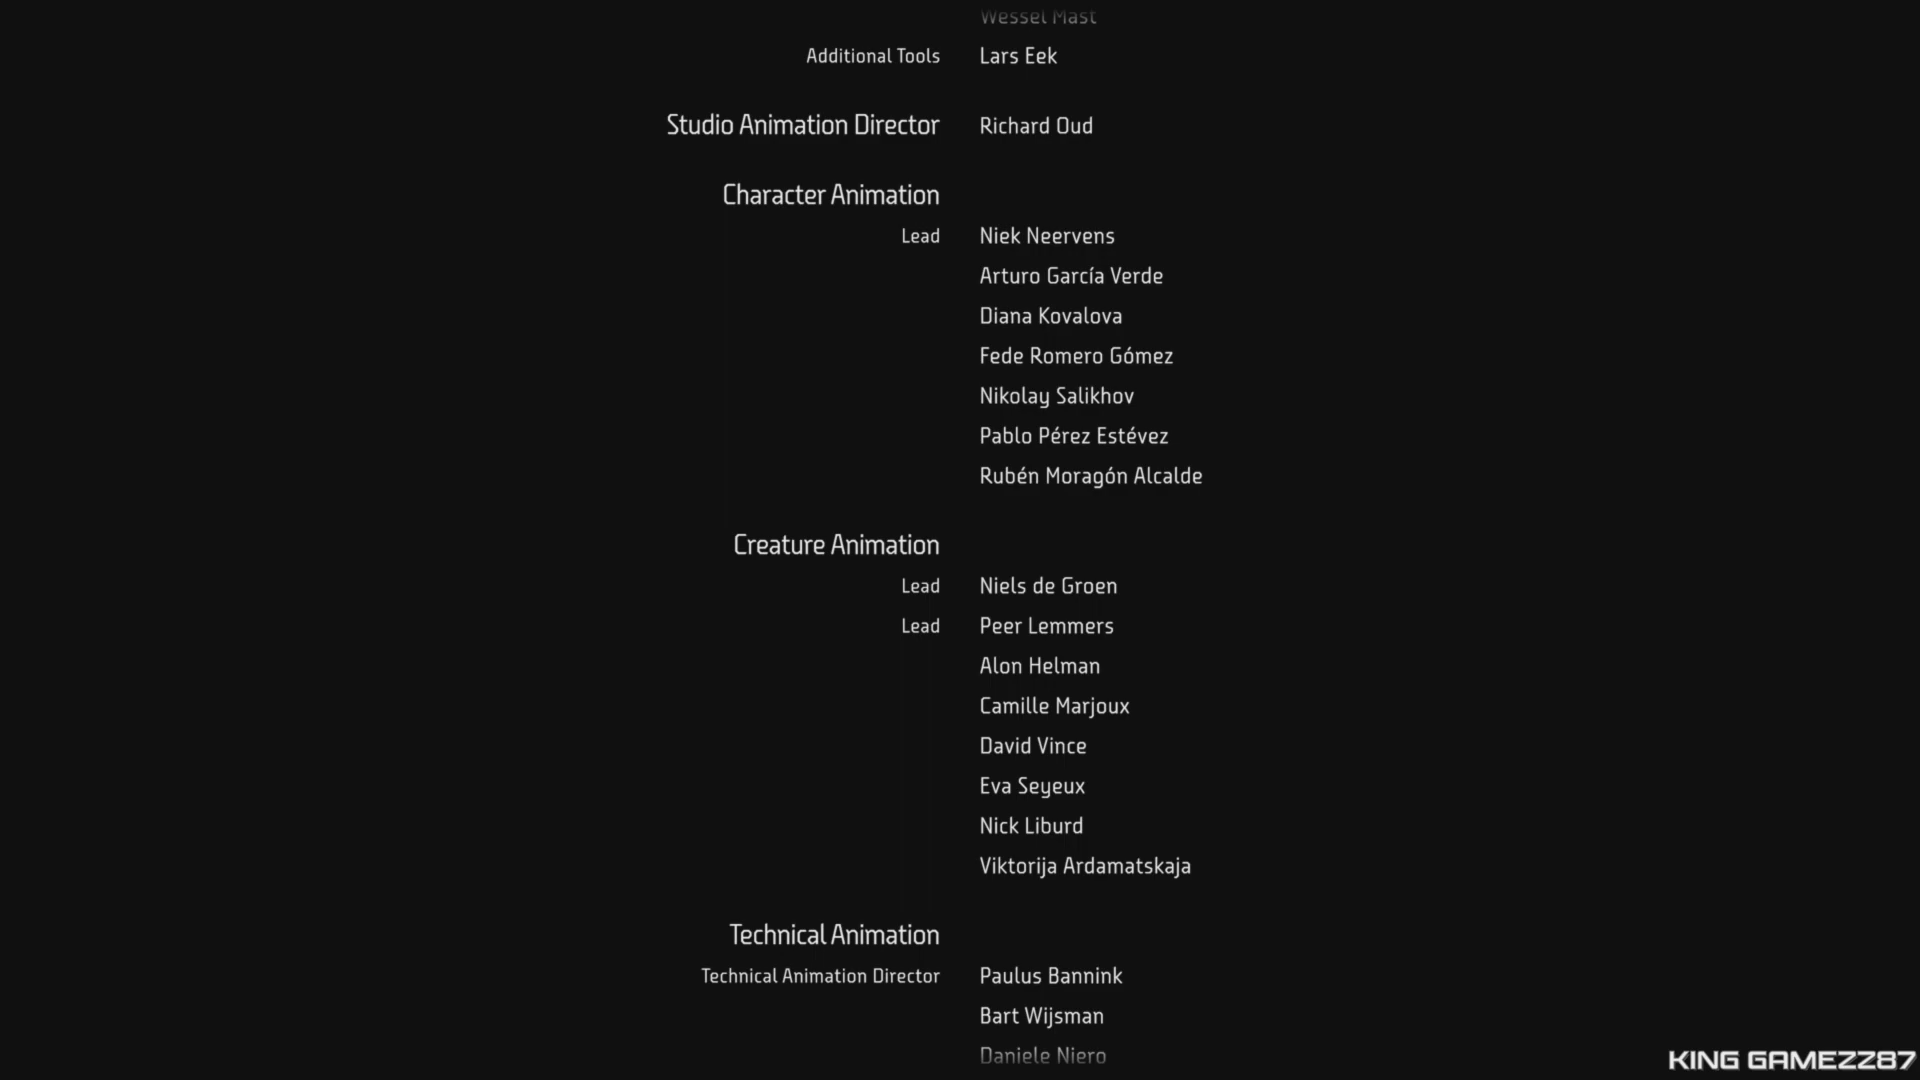 Wessel Mast
Additional Tools Lars Eek
Studio Animation Director Richard Oud
Character Animation
Lead Niek Neervens
Arturo García Verde
Diana Kovalova
Fede Romero Gómez
Nikolay Salikhov
Pablo Pérez Estévez
Rubén Moragón Alcalde
Creature Animation
Lead Niels de Groen
Lead Peer Lemmers
Alon Helman
Camille Marjoux
David Vince
Eva Seyeux
Nick Liburd
Viktorija Ardamatskaja
Technical Animation
Technical Animation Director Paulus Bannink
Bart Wijsman
Daniele Niero
KING GAMEZZ87